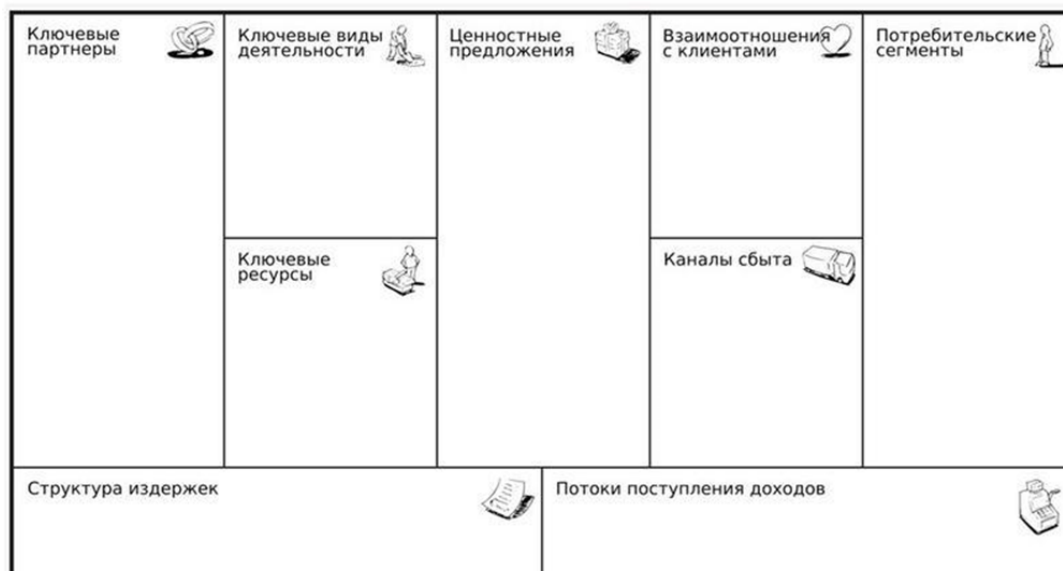 Ключевые
партнеры
Ключевые виды
деятельности
Ценностные
предложения
Взаимоотношения
с клиентами
Потребительские
сегменты
Ключевые
ресурсы
Каналы сбыта
Структура издержек
Потоки поступления доходов